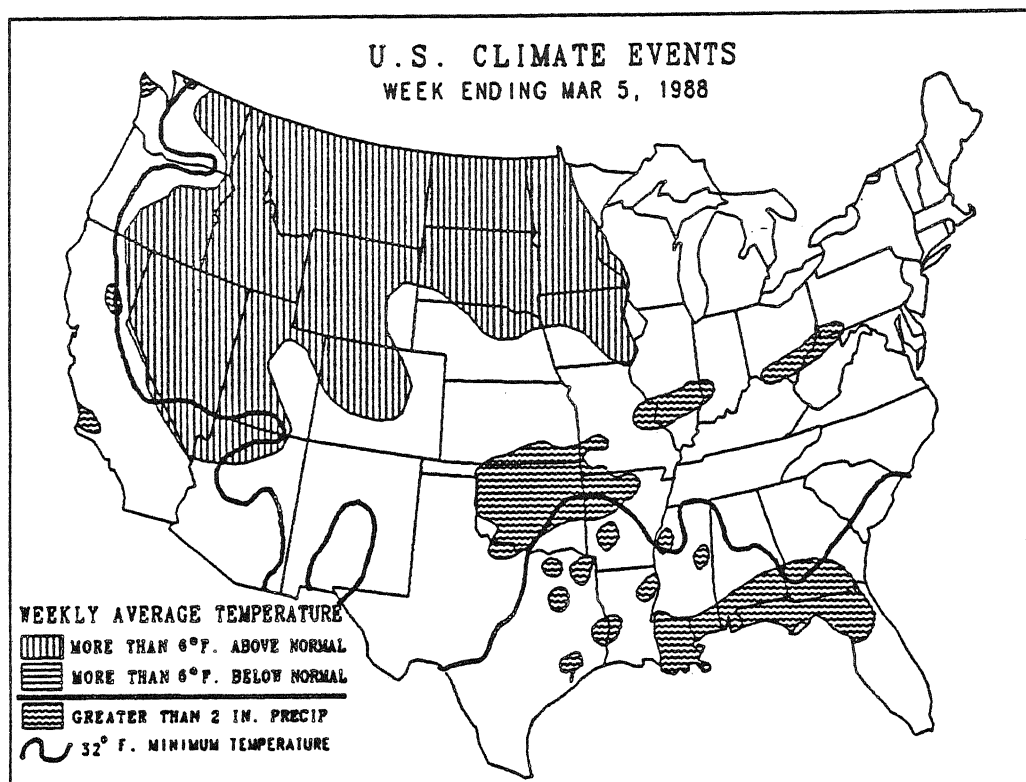 U.S. CLIMATE EVENTS
WEEK ENDING MAR 5, 1988
WEEKLY AVERAGE TEMPERATURE
MORE THAN 6°F. ABOVE NORMAL
MORE THAN 6°F. BELOW NORMAL
GREATER THAN 2 IN. PRECIP
32° F. MINIMUM TEMPERATURE